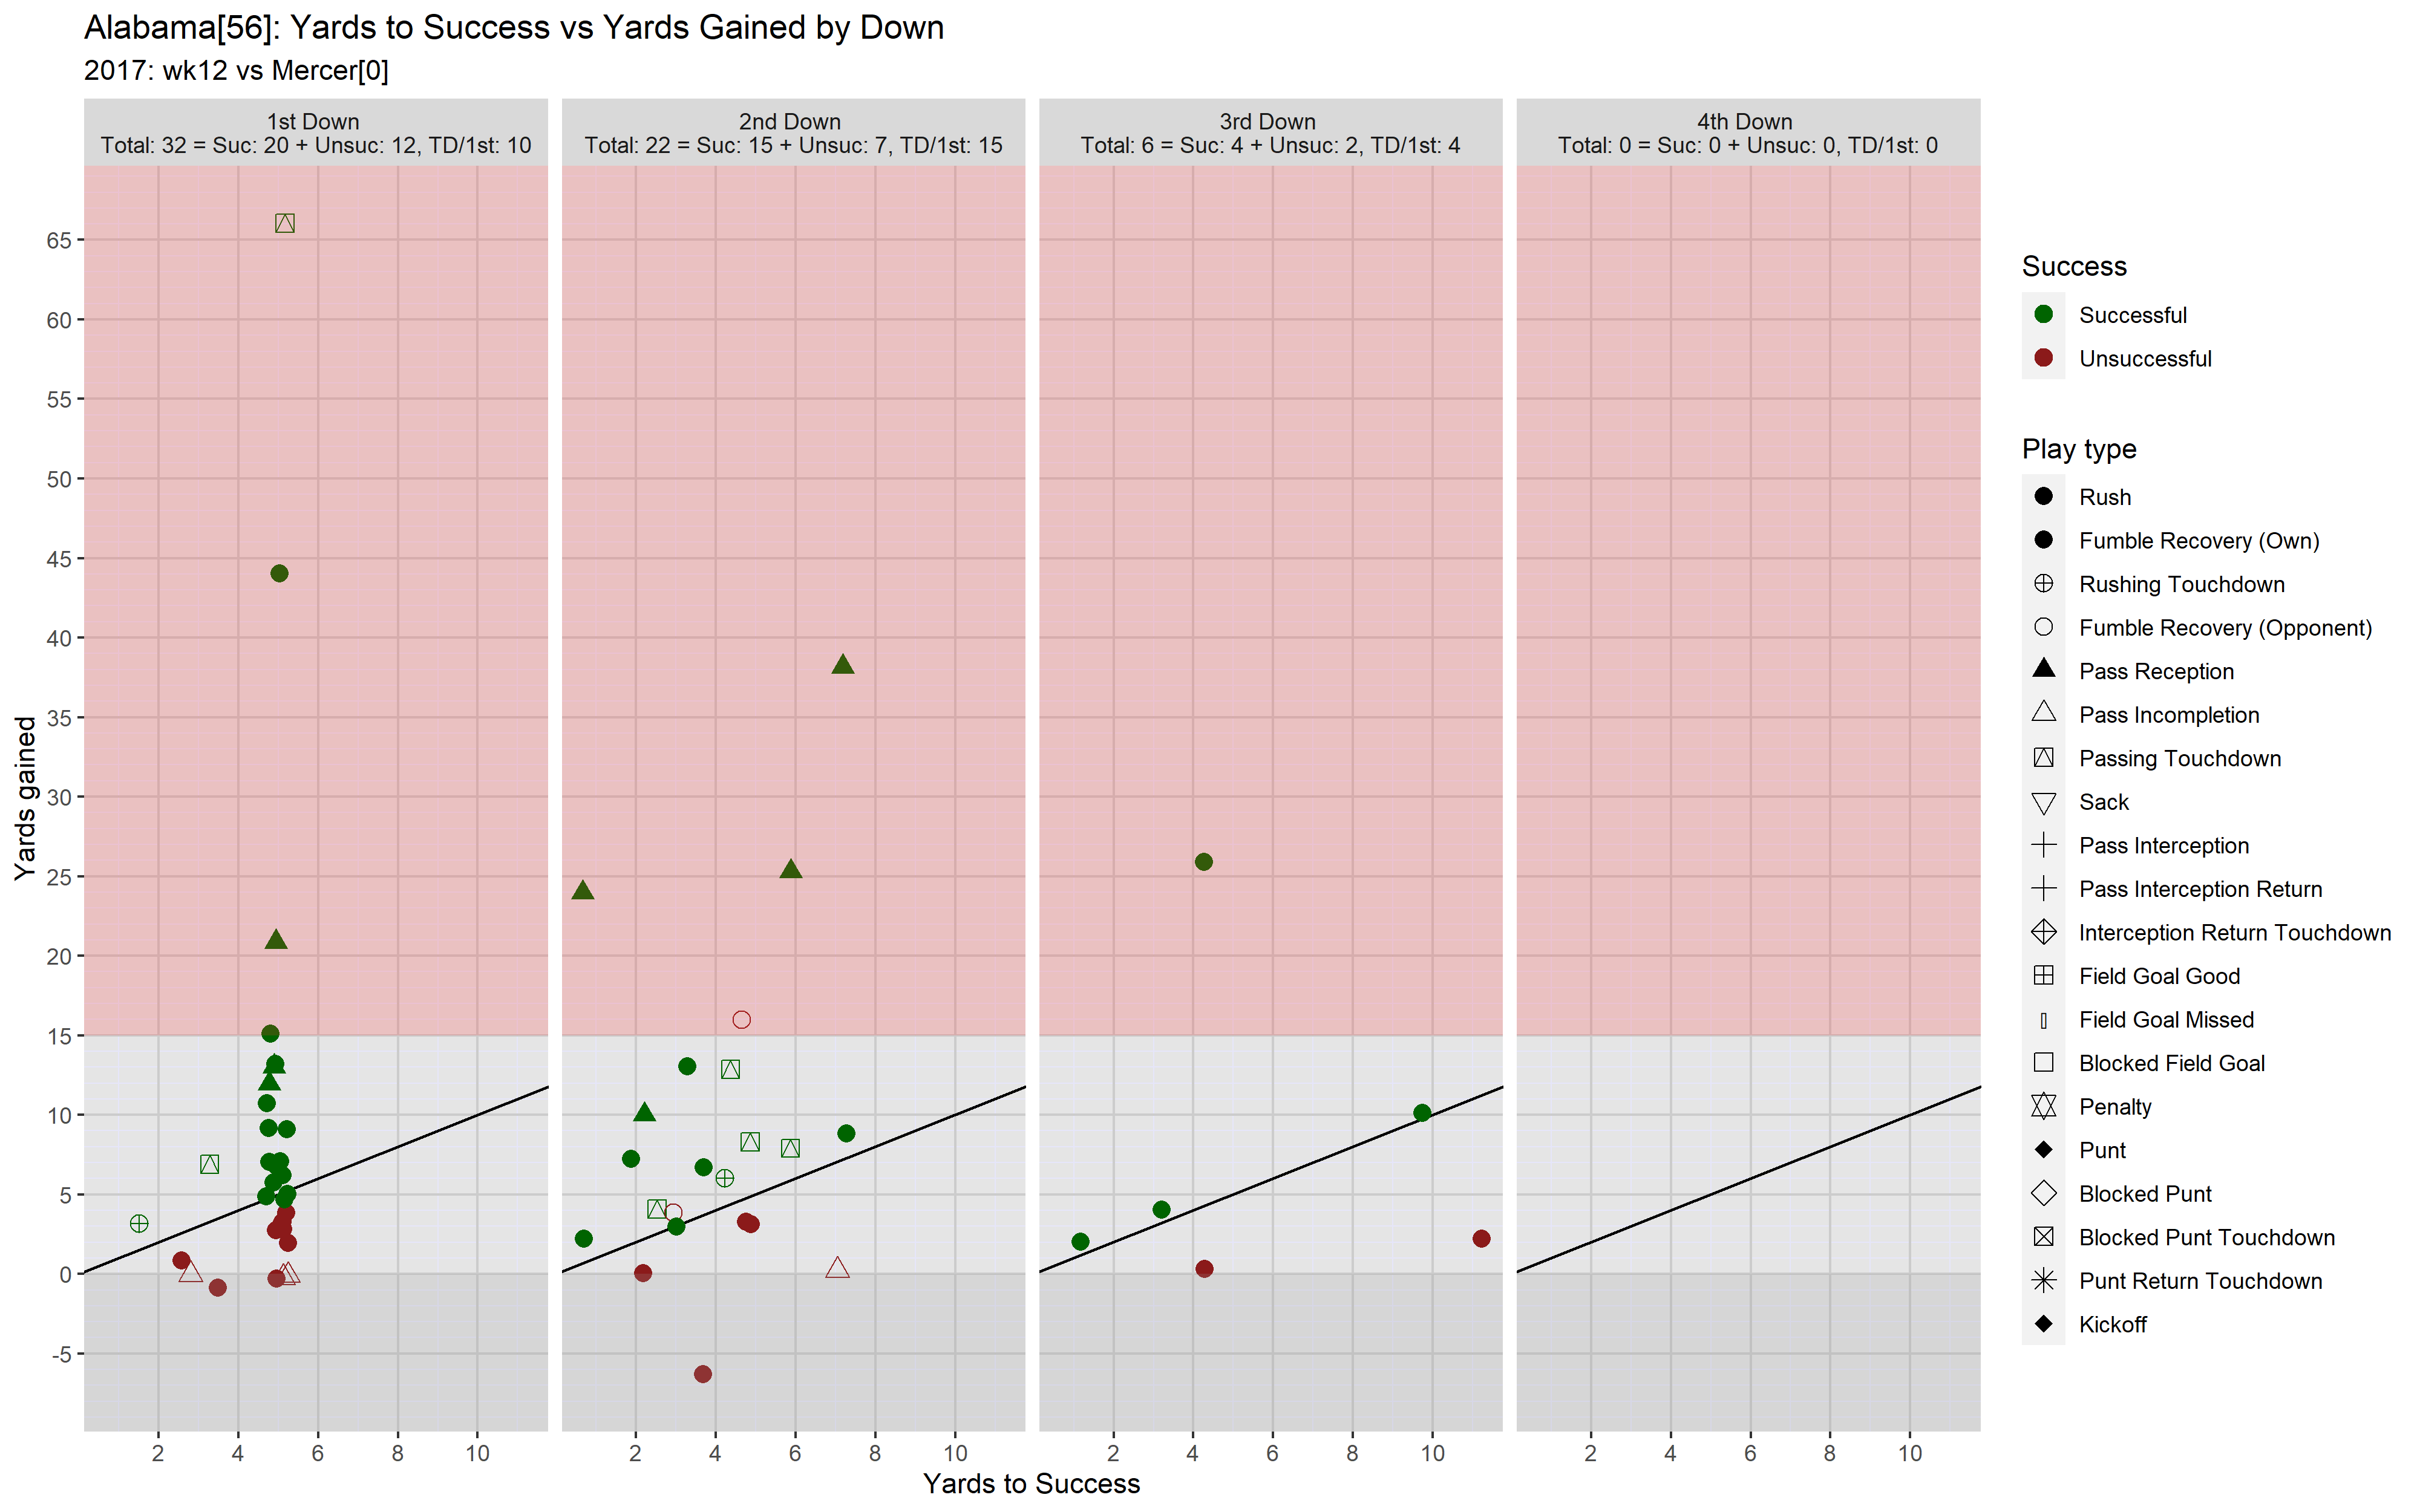 Alabama[56]: Yards to Success vs Yards Gained by Down
2017: wk12 vs Mercer[0]
1st Down
Total: 32 = Suc: 20 + Unsuc: 12, TD/1st: 10
2nd Down
Total: 22 = Suc: 15 + Unsuc: 7, TD/1st: 15
3rd Down
Total: 6 = Suc: 4 + Unsuc: 2, TD/1st: 4
4th Down
Total: 0 = Suc: 0 + Unsuc: 0, TD/1st: 0
Yards gained
65
60
55
50
45
40
35
30
25
20
15
10
5
0
-5
2 4 6 8 10
2 4 6 8 10
2 4 6 8 10
2 4 6 8 10
Yards to Success
Success
Successful
Unsuccessful
Play type
Rush
Fumble Recovery (Own)
Rushing Touchdown
Fumble Recovery (Opponent)
Pass Reception
Pass Incompletion
Passing Touchdown
Sack
Pass Interception
Pass Interception Return
Interception Return Touchdown
Field Goal Good
Field Goal Missed
Blocked Field Goal
Penalty
Punt
Blocked Punt
Blocked Punt Touchdown
Punt Return Touchdown
Kickoff